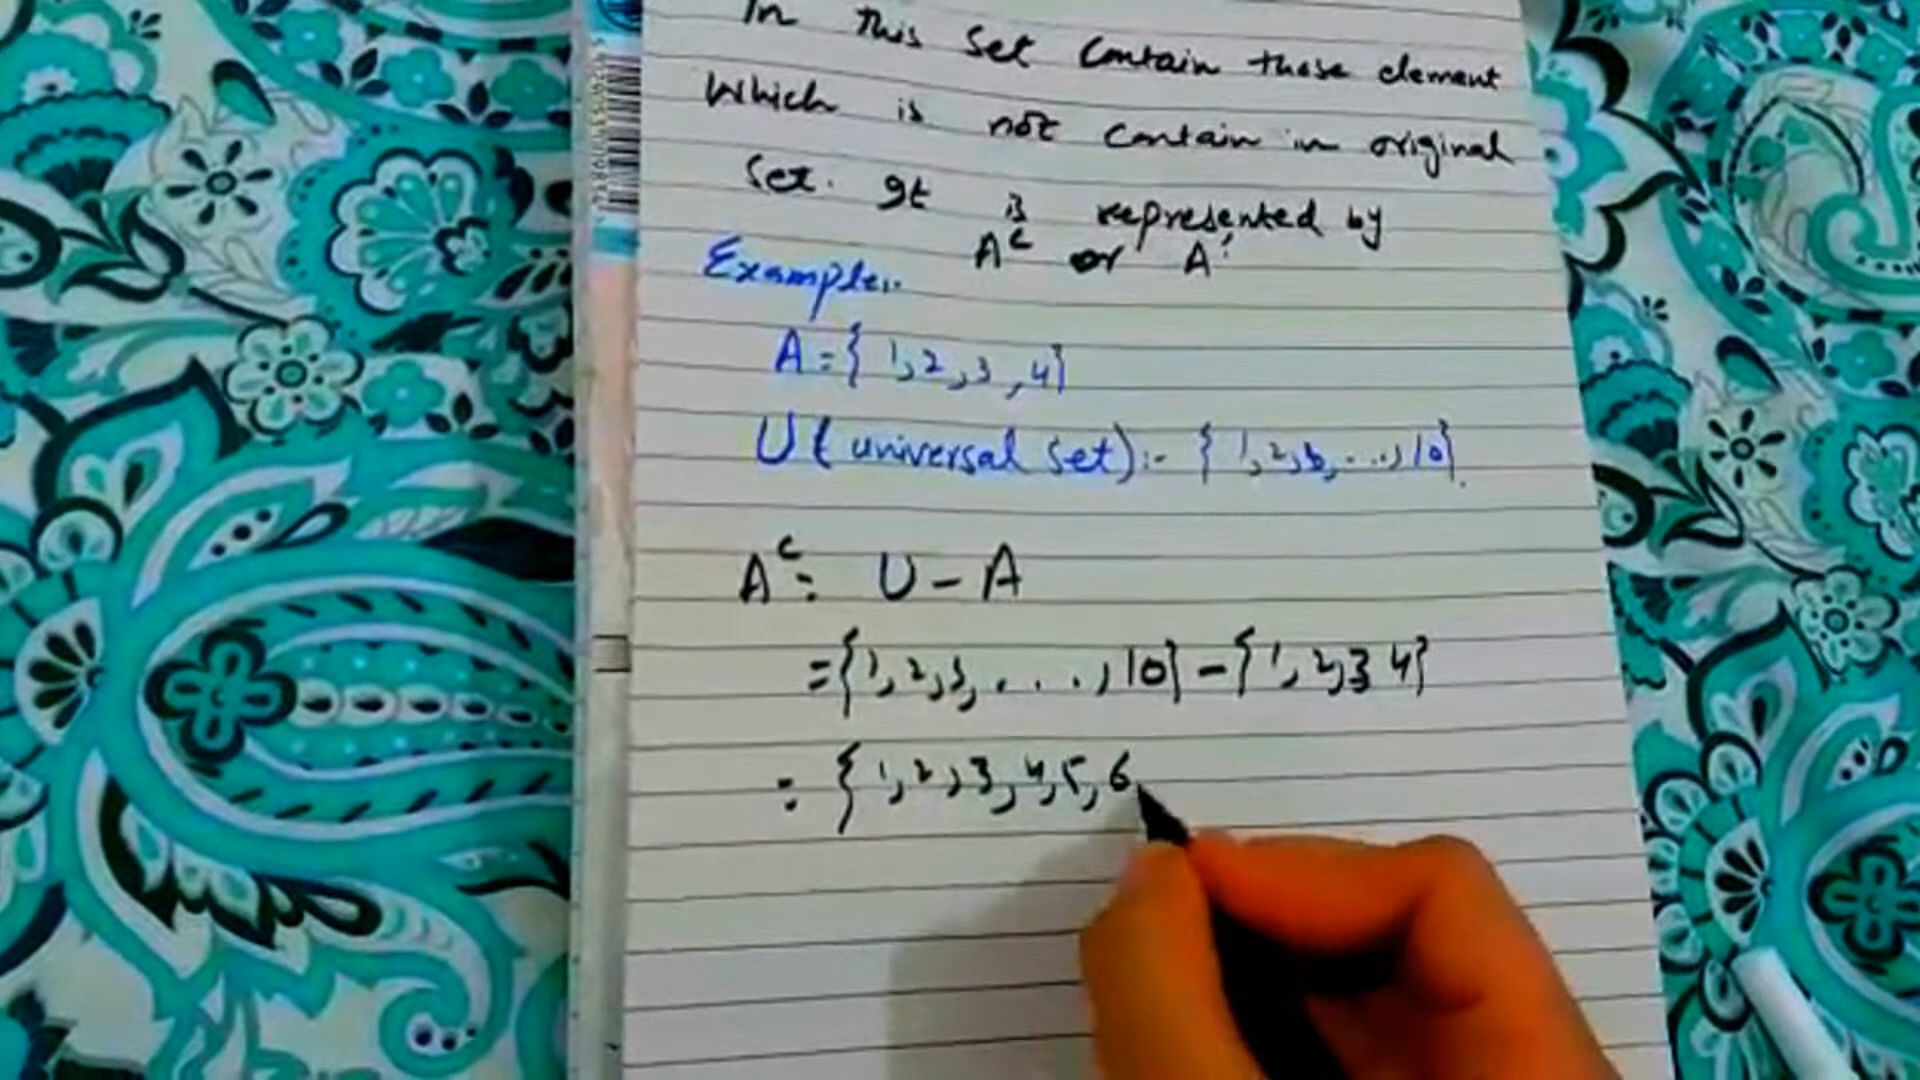 In this set contain those element
which is not contain in original
set. It is represented by
A^c or A'
Example:-
A = { 1, 2, 3, 4}
U ( universal set) :- { 1, 2, 3, ..., 10}.
A^c = U - A
= {1, 2, 3, . . . , 10} - { 1, 2, 3 4}
= { 1, 2, 3, 4, 5, 6,